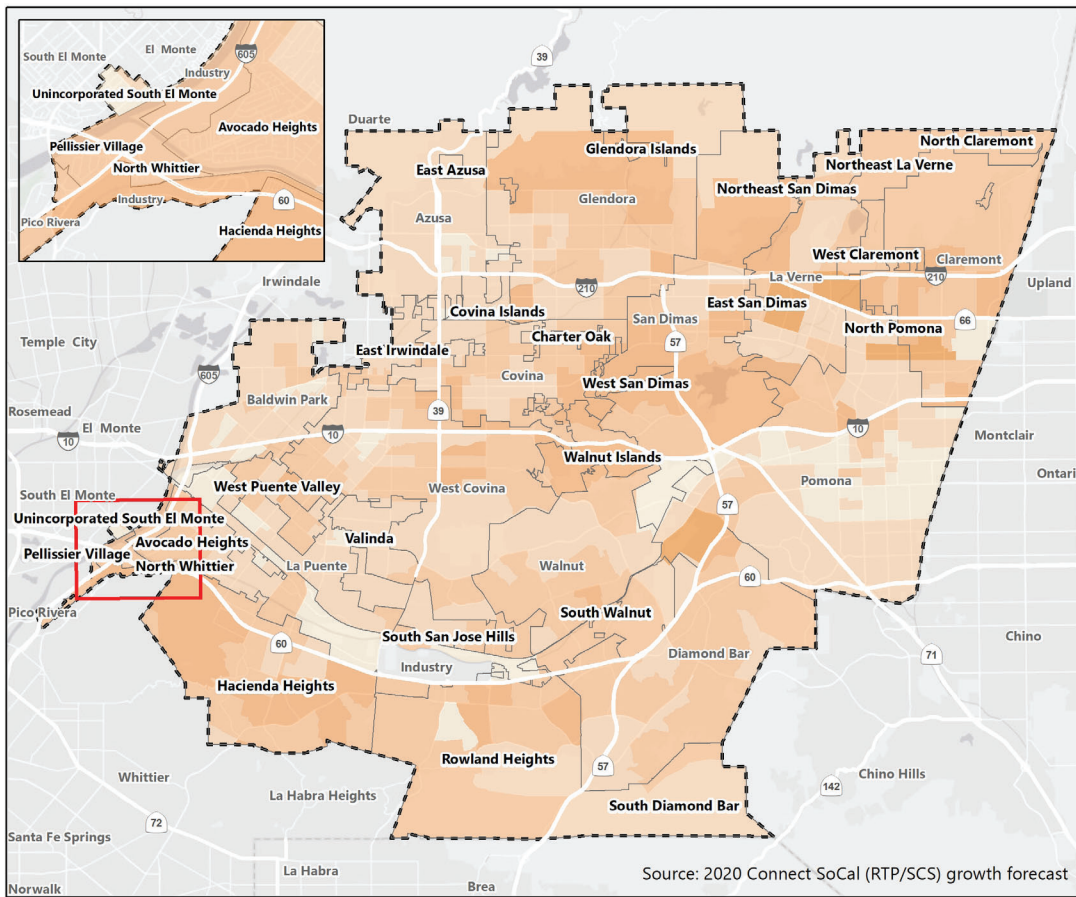 South El Monte
El Monte
Industry
605
Unincorporated South El Monte
Avocado Heights
Pellissier Village
North Whittier
Industry
60
Pico Rivera
Hacienda Heights
39
Duarte
Glendora Islands
North Claremont
East Azusa
Northeast La Verne
Northeast San Dimas
Glendora
Azusa
West Claremont
Claremont
La Verne
210
Irwindale
210
Upland
East San Dimas
Covina Islands
San Dimas
North Pomona
66
Charter Oak
Temple City
East Irwindale
57
Covina
West San Dimas
605
Baldwin Park
39
Rosemead
El Monte
10
10
10
Montclair
Walnut Islands
Ontari
South El Monte
West Puente Valley
West Covina
Pomona
57
Unincorporated South El Monte
Avocado Heights
Valinda
Pellissier Village
North Whittier
La Puente
Walnut
60
Pico Rivera
South Walnut
South San Jose Hills
Chino
60
Industry
Diamond Bar
71
Hacienda Heights
Rowland Heights
57
Whittier
La Habra Heights
South Diamond Bar
Chino Hills
142
72
Santa Fe Springs
La Habra
Source: 2020 Connect SoCal (RTP/SCS) growth forecast
Norwalk
Brea